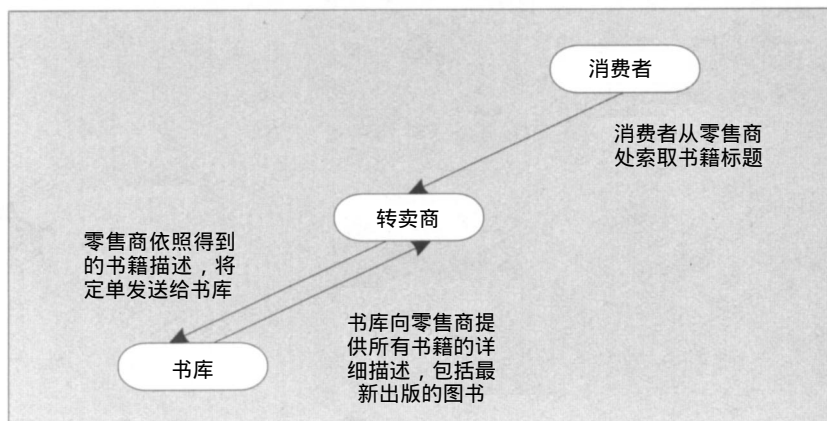 消费者
消费者从零售商
处索取书籍标题
转卖商
零售商依照得到
的书籍描述，将
定单发送给书库
书库向零售商提
供所有书籍的详
细描述，包括最
新出版的图书
书库